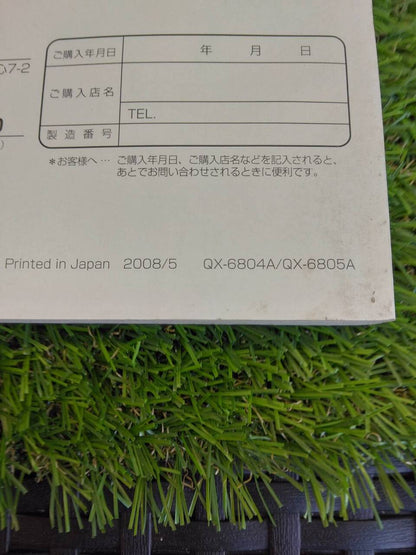 ご購入年月日 年 月 日
7-2
ご購入店名
TEL.
製造番号
*お客様へ… ご購入年月日、ご購入店名などを記入されると、
あとでお問い合わせされるときに便利です。
Printed in Japan 2008/5 QX-6804A/QX-6805A